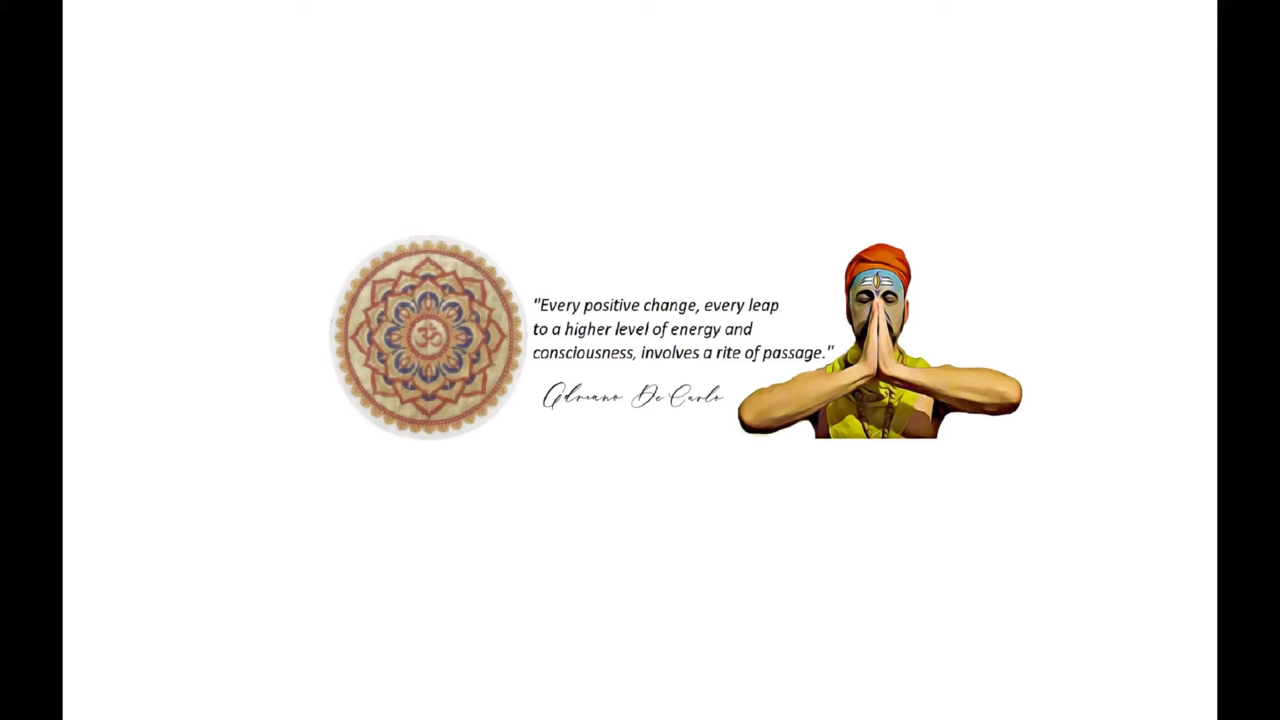 ॐ
"Every positive change, every leap
to a higher level of energy and
consciousness, involves a rite of passage."
Adriano De Carlo